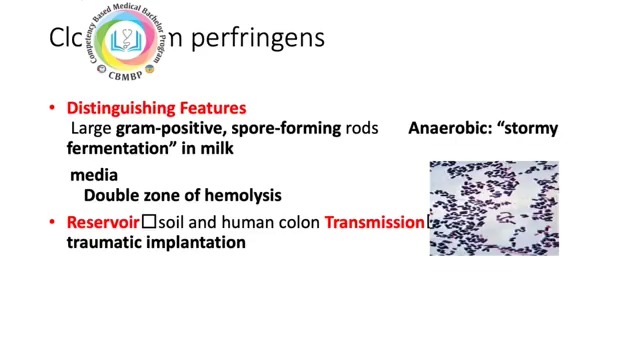 Clo m perfringens
Competency Based Medical Bachelor Program
© CBMBP
• Distinguishing Features
Large gram-positive, spore-forming rods Anaerobic: “stormy
fermentation” in milk
media
Double zone of hemolysis
• Reservoir□soil and human colon Transmission
traumatic implantation